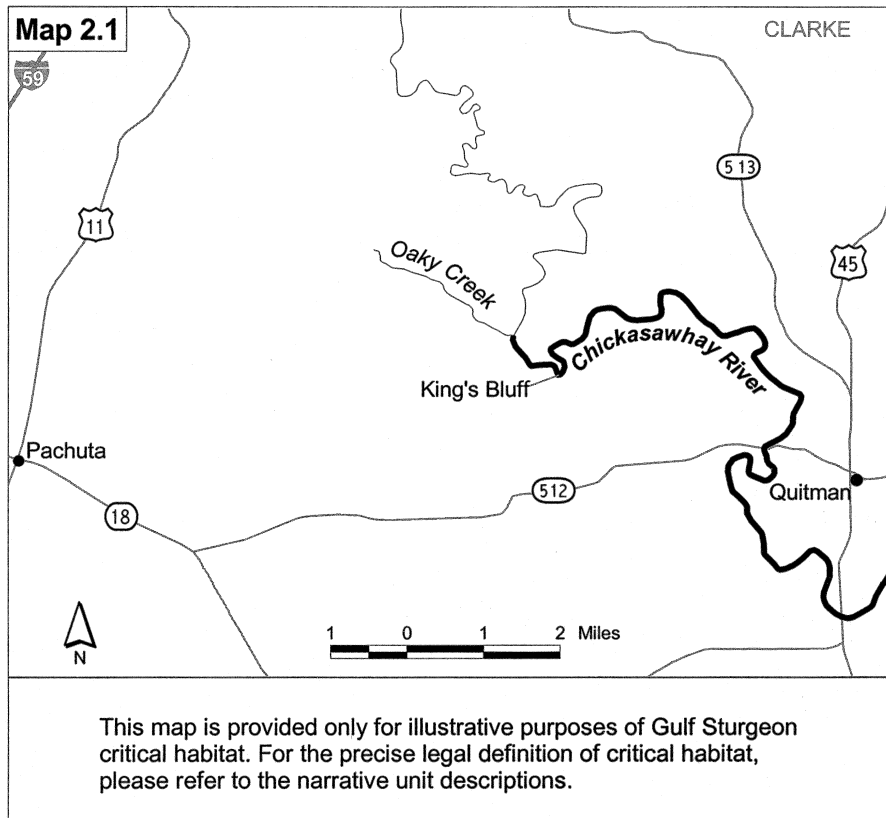 Map 2.1
CLARKE
59
5 13
11
45
Oaky Creek
Chickasawhay River
King's Bluff
Pachuta
512
Quitman
18
N
1 0 1 2 Miles
This map is provided only for illustrative purposes of Gulf Sturgeon
critical habitat. For the precise legal definition of critical habitat,
please refer to the narrative unit descriptions.